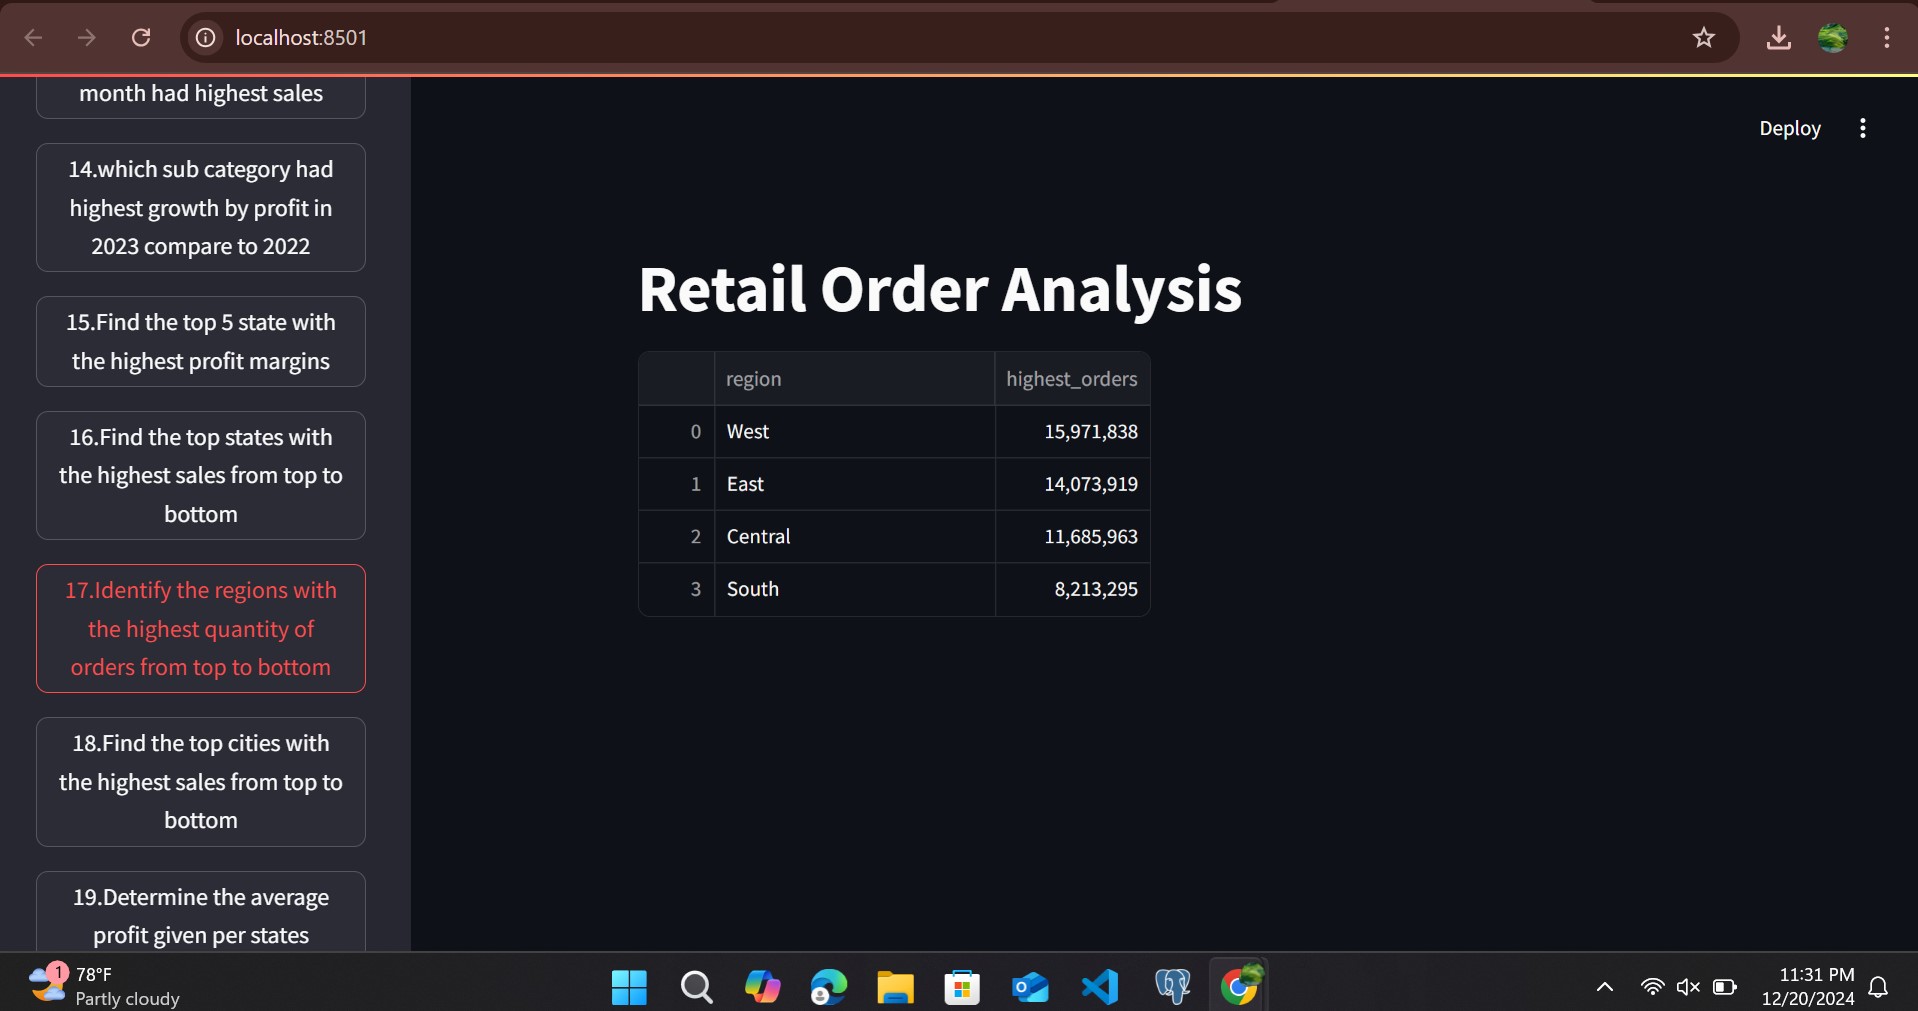 localhost:8501
month had highest sales
14.which sub category had
highest growth by profit in
2023 compare to 2022
15.Find the top 5 state with
the highest profit margins
16.Find the top states with
the highest sales from top to
bottom
17.Identify the regions with
the highest quantity of
orders from top to bottom
18.Find the top cities with
the highest sales from top to
bottom
19.Determine the average
profit given per states
Deploy
Retail Order Analysis
region highest_orders
0 West 15,971,838
1 East 14,073,919
2 Central 11,685,963
3 South 8,213,295
1
78°F
Partly cloudy
11:31 PM
12/20/2024